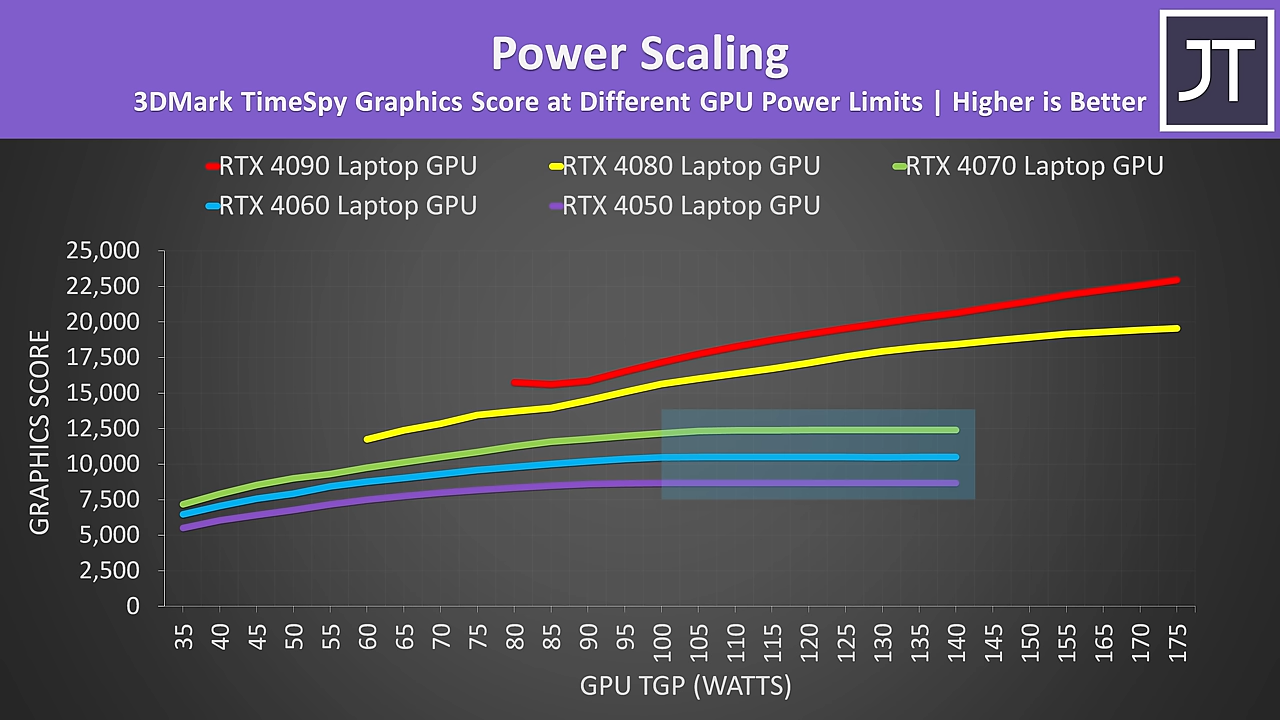 Power Scaling
3DMark TimeSpy Graphics Score at Different GPU Power Limits | Higher is Better
JT
RTX 4090 Laptop GPU
RTX 4080 Laptop GPU
RTX 4070 Laptop GPU
RTX 4060 Laptop GPU
RTX 4050 Laptop GPU
GRAPHICS SCORE
25,000
22,500
20,000
17,500
15,000
12,500
10,000
7,500
5,000
2,500
0
35 40 45 50 55 60 65 70 75 80 85 90 95 100 105 110 115 120 125 130 135 140 145 150 155 165 170 175
GPU TGP (WATTS)